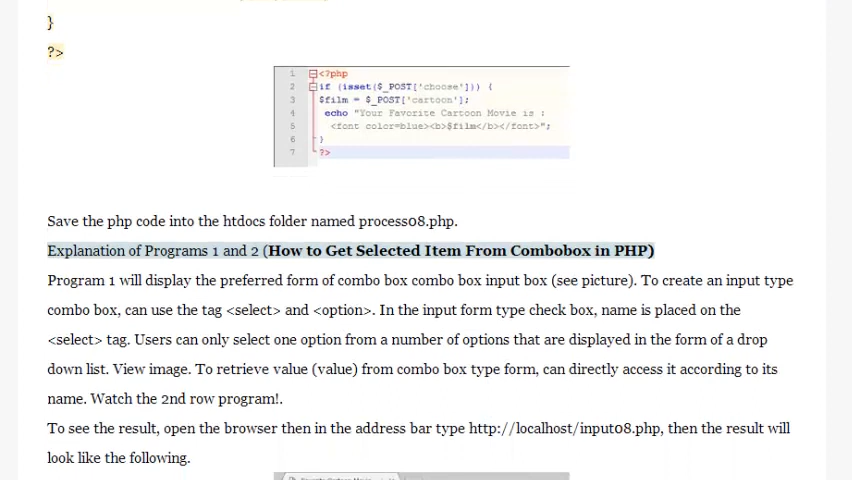 }
?>
1 <?php
2 if (isset($_POST['choose'])) {
3 $film = $_POST['cartoon'];
4 echo "Your Favorite Cartoon Movie is :
5 <font color=blue><b>$film</b></font>";
6 }
7 ?>
Save the php code into the htdocs folder named process08.php.
Explanation of Programs 1 and 2 (How to Get Selected Item From Combobox in PHP)
Program 1 will display the preferred form of combo box combo box input box (see picture). To create an input type
combo box, can use the tag <select> and <option>. In the input form type check box, name is placed on the
<select> tag. Users can only select one option from a number of options that are displayed in the form of a drop
down list. View image. To retrieve value (value) from combo box type form, can directly access it according to its
name. Watch the 2nd row program!.
To see the result, open the browser then in the address bar type http://localhost/input08.php, then the result will
look like the following.